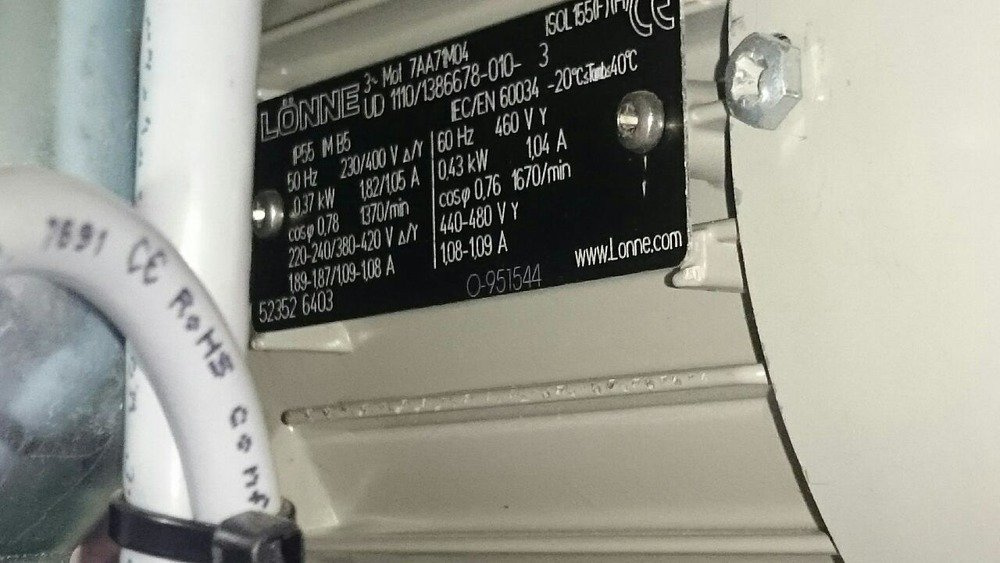 LÖNNE 3~ Mot 7AA71M04 ISOL 155(F)(H) CE
UD 1110/1386678-010- 3
IP55 IM B5 IEC/EN 60034 -20°C≤Tamb≤40°C
50 Hz 230/400 V Δ/Y
0.37 kW 1,82/1,05 A
cosφ 0,78 1370/min
220-240/380-420 V Δ/Y
1,89-1,87/1,09-1,08 A
60 Hz 460 V Y
0,43 kW 1,04 A
cosφ 0,76 1670/min
440-480 V Y
1,08-1,09 A
52352 6403
O-951544
www.Lonne.com
7691 CE RoHS conf